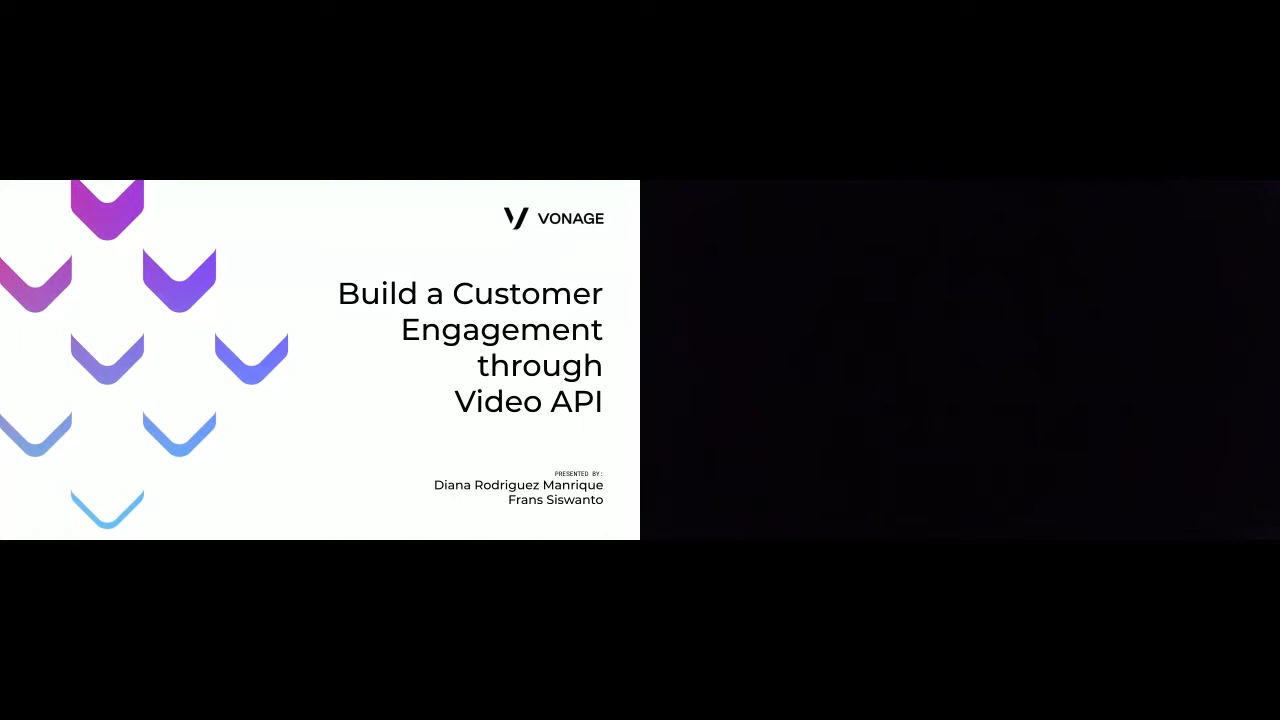 VONAGE
Build a Customer
Engagement
through
Video API
PRESENTED BY:
Diana Rodriguez Manrique
Frans Siswanto